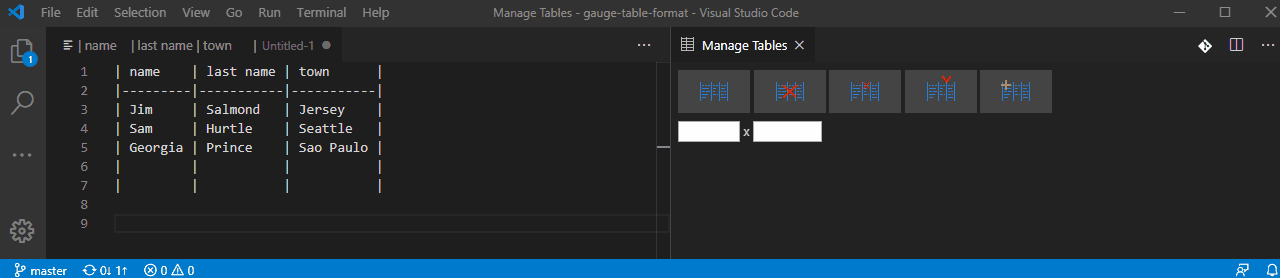 File Edit Selection View Go Run Terminal Help Manage Tables - gauge-table-format - Visual Studio Code
| name | last name | town | Untitled-1 ● ···
Manage Tables × ···
1 | name | last name | town |
2 |---------|-----------|-----------|
3 | Jim | Salmond | Jersey |
4 | Sam | Hurtle | Seattle |
5 | Georgia | Prince | Sao Paulo |
6 | | | |
7 | | | |
8
9
x
1
master 0↓ 1↑ 0 0